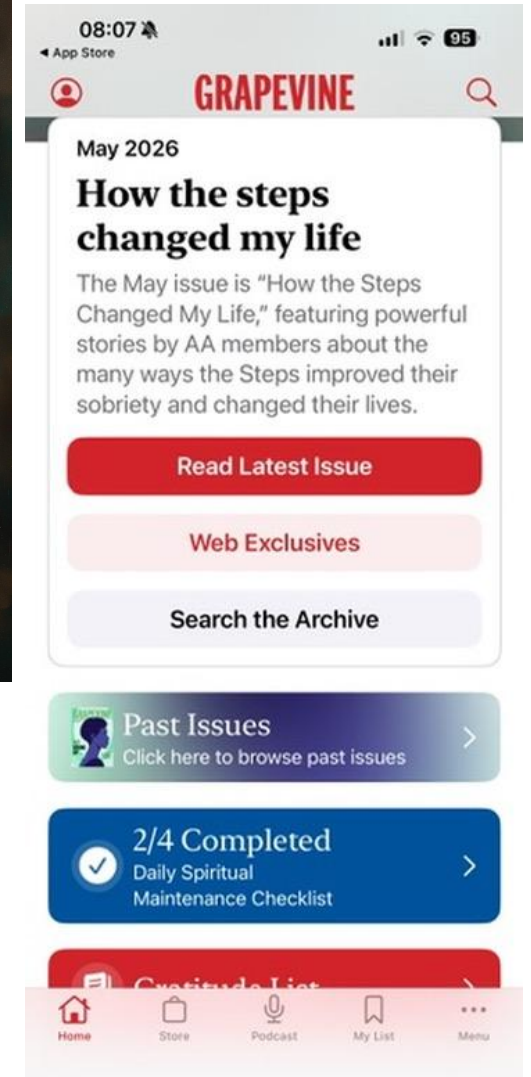 08:07
95
App Store
GRAPEVINE
May 2026
How the steps
changed my life
The May issue is “How the Steps
Changed My Life,” featuring powerful
stories by AA members about the
many ways the Steps improved their
sobriety and changed their lives.
Read Latest Issue
Web Exclusives
Search the Archive
Past Issues
Click here to browse past issues
2/4 Completed
Daily Spiritual
Maintenance Checklist
Gratitude List
Home
Store
Podcast
My List
Menu